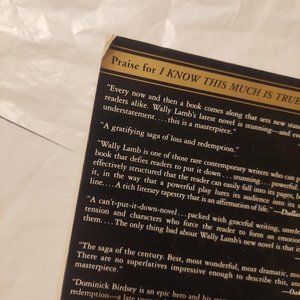 Praise for I KNOW THIS MUCH IS TRUE
"Every now and then a book comes along that sets new
readers alike. Wally Lamb's latest novel is stunning—and
understatement. . . . this is a masterpiece."
"A gratifying saga of loss and redemption."
"Wally Lamb is one of those rare contemporary writers who can
book that defies readers to put it down . . . stunning . . . powerful
effectively structured that the reader can easily fall into its pages,
it, in the way that a powerful play lures its audience into its
line. . . . A rich literary tapestry that is an affirmation of life."
"A can't-put-it-down-novel . . . packed with graceful writing,
tension and characters who force the reader to form an
them. . . . The only thing bad about Wally Lamb's new novel is that
"The saga of the century. Best, most wonderful, most dramatic,
There are no superlatives impressive enough to describe this,
masterpiece."
"Dominick Birdsey is an epic hero and his
redemption—a